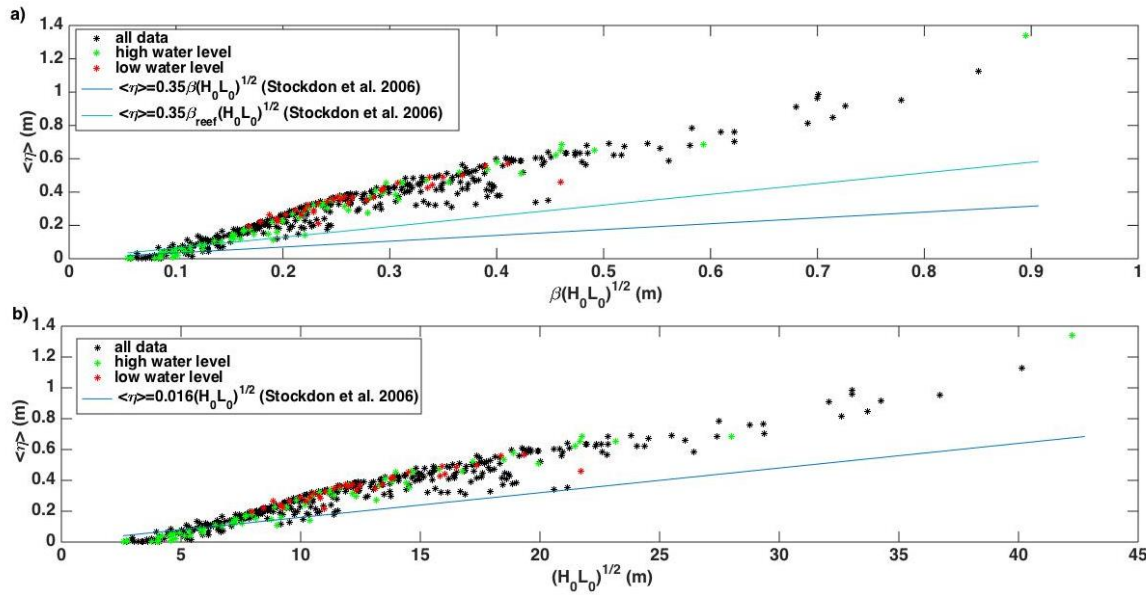 a)
1.4
1.2
1
0.8
0.6
0.4
0.2
0
<η> (m)
all data
high water level
low water level
<η>=0.35β(H₀L₀)^1/2 (Stockdon et al. 2006)
<η>=0.35β_reef(H₀L₀)^1/2 (Stockdon et al. 2006)
0 0.1 0.2 0.3 0.4 0.5 0.6 0.7 0.8 0.9 1
β(H₀L₀)^1/2 (m)
b)
1.4
1.2
1
0.8
0.6
0.4
0.2
0
<η> (m)
all data
high water level
low water level
<η>=0.016(H₀L₀)^1/2 (Stockdon et al. 2006)
0 5 10 15 20 25 30 35 40 45
(H₀L₀)^1/2 (m)